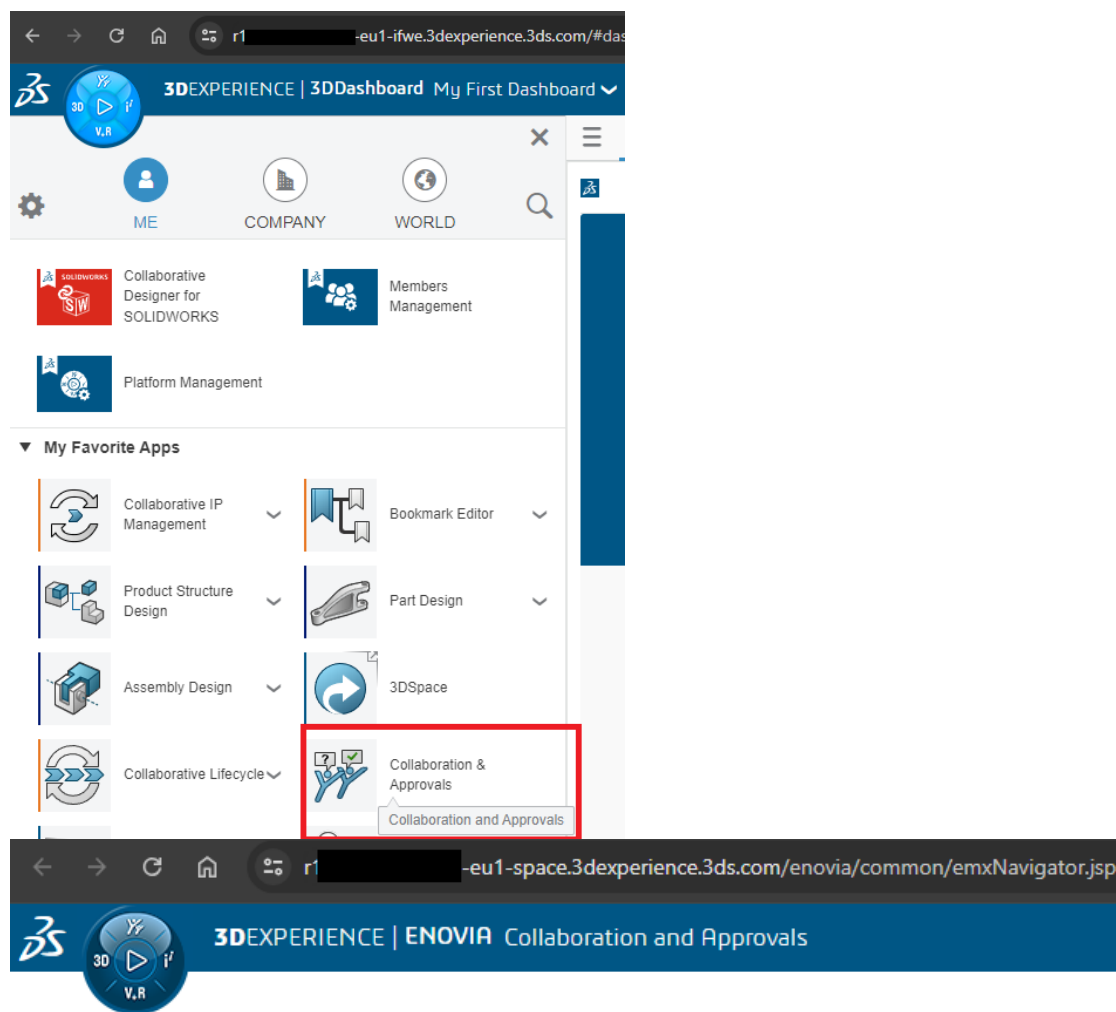 r1 -eu1-ifwe.3dexperience.3ds.com/#das
3DEXPERIENCE | 3DDashboard My First Dashboard
3D
V.R
ME
COMPANY
WORLD
SOLIDWORKS
SW
Collaborative
Designer for
SOLIDWORKS
Members
Management
Platform Management
My Favorite Apps
Collaborative IP
Management
Bookmark Editor
Product Structure
Design
Part Design
Assembly Design
3DSpace
Collaborative Lifecycle
Collaboration &
Approvals
Collaboration and Approvals
r1 -eu1-space.3dexperience.3ds.com/enovia/common/emxNavigator.jsp
3DEXPERIENCE | ENOVIA Collaboration and Approvals
3D
V.R